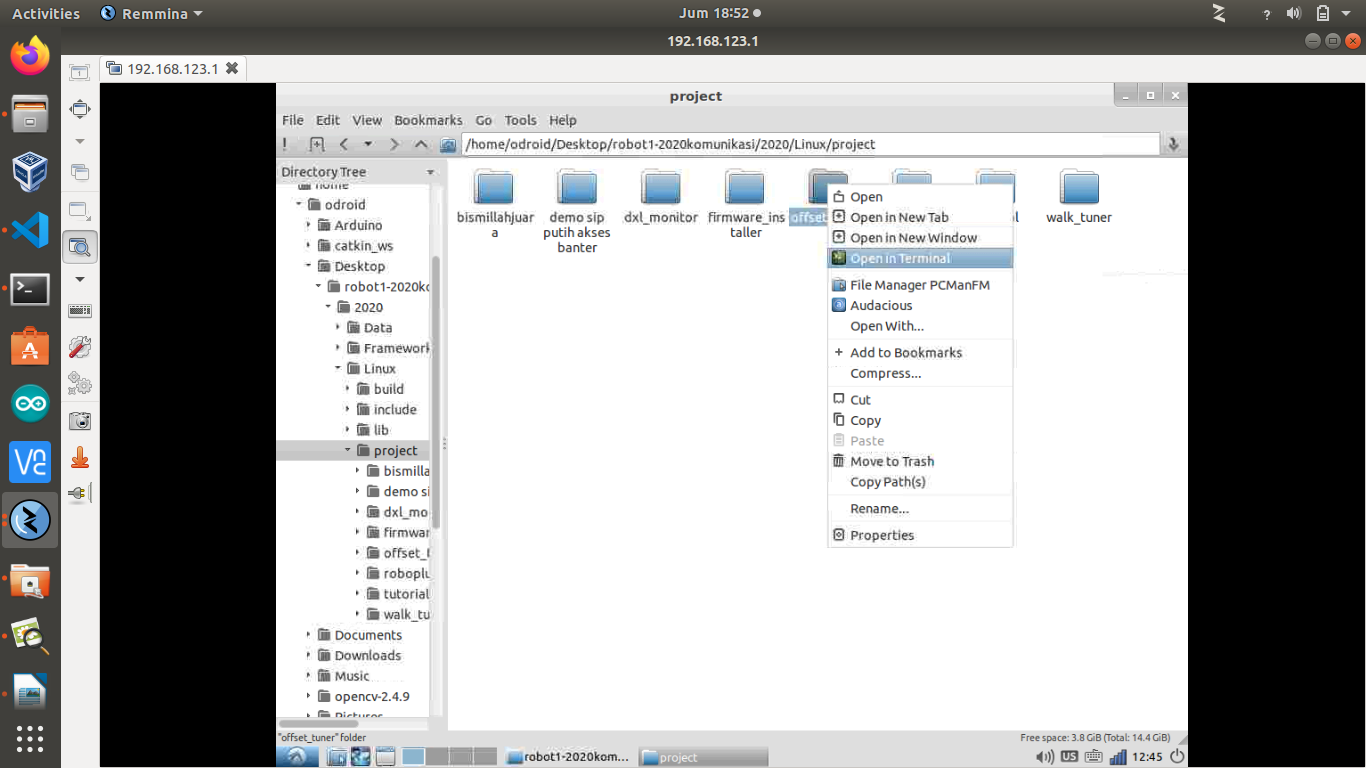 Activities
Remmina
Jum 18:52
192.168.123.1
192.168.123.1
project
File Edit View Bookmarks Go Tools Help
/home/odroid/Desktop/robot1-2020komunikasi/2020/Linux/project
Directory Tree
home
odroid
Arduino
catkin_ws
Desktop
robot1-2020ko
2020
Data
Framework
Linux
build
include
lib
project
bismilla
demo si
dxl_mo
firmwar
offset_t
roboplu
tutorial
walk_tu
Documents
Downloads
Music
opencv-2.4.9
Pictures
bismillahjuar
a
demo sip
putih akses
banter
dxl_monitor
firmware_ins
taller
offset
walk_tuner
Open
Open in New Tab
Open in New Window
Open in Terminal
File Manager PCManFM
Audacious
Open With...
Add to Bookmarks
Compress...
Cut
Copy
Paste
Move to Trash
Copy Path(s)
Rename...
Properties
"offset_tuner" folder
Free space: 3.8 GiB (Total: 14.4 GiB)
robot1-2020kom...
project
US
12:45